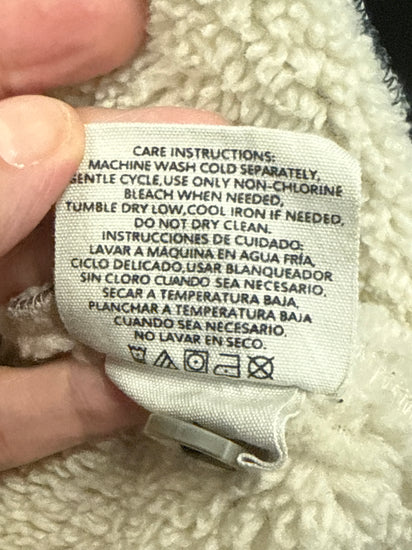 CARE INSTRUCTIONS:
MACHINE WASH COLD SEPARATELY,
GENTLE CYCLE,USE ONLY NON-CHLORINE
BLEACH WHEN NEEDED,
TUMBLE DRY LOW,COOL IRON IF NEEDED,
DO NOT DRY CLEAN.
INSTRUCCIONES DE CUIDADO:
LAVAR A MÁQUINA EN AGUA FRÍA,
CICLO DELICADO,USAR BLANQUEADOR
SIN CLORO CUANDO SEA NECESARIO,
SECAR A TEMPERATURA BAJA,
PLANCHAR A TEMPERATURA BAJA
CUANDO SEA NECESARIO,
NO LAVAR EN SECO.